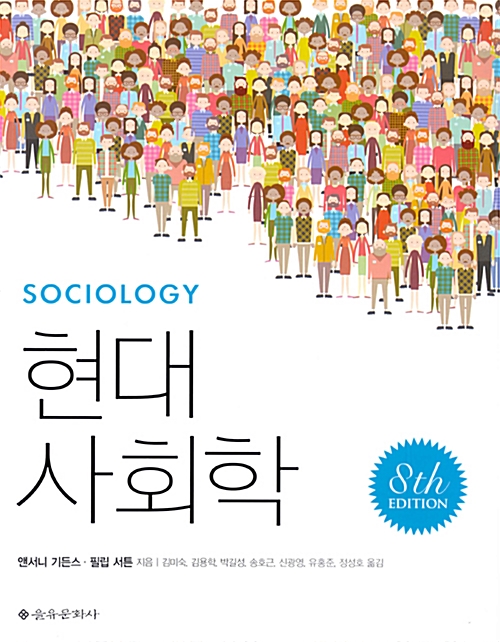 SOCIOLOGY
현대
사회학
8th
EDITION
앤서니 기든스 · 필립 서튼 지음 | 김미숙, 김용학, 박길성, 송호근, 신광영, 유홍준, 정성호 옮김
을유문화사